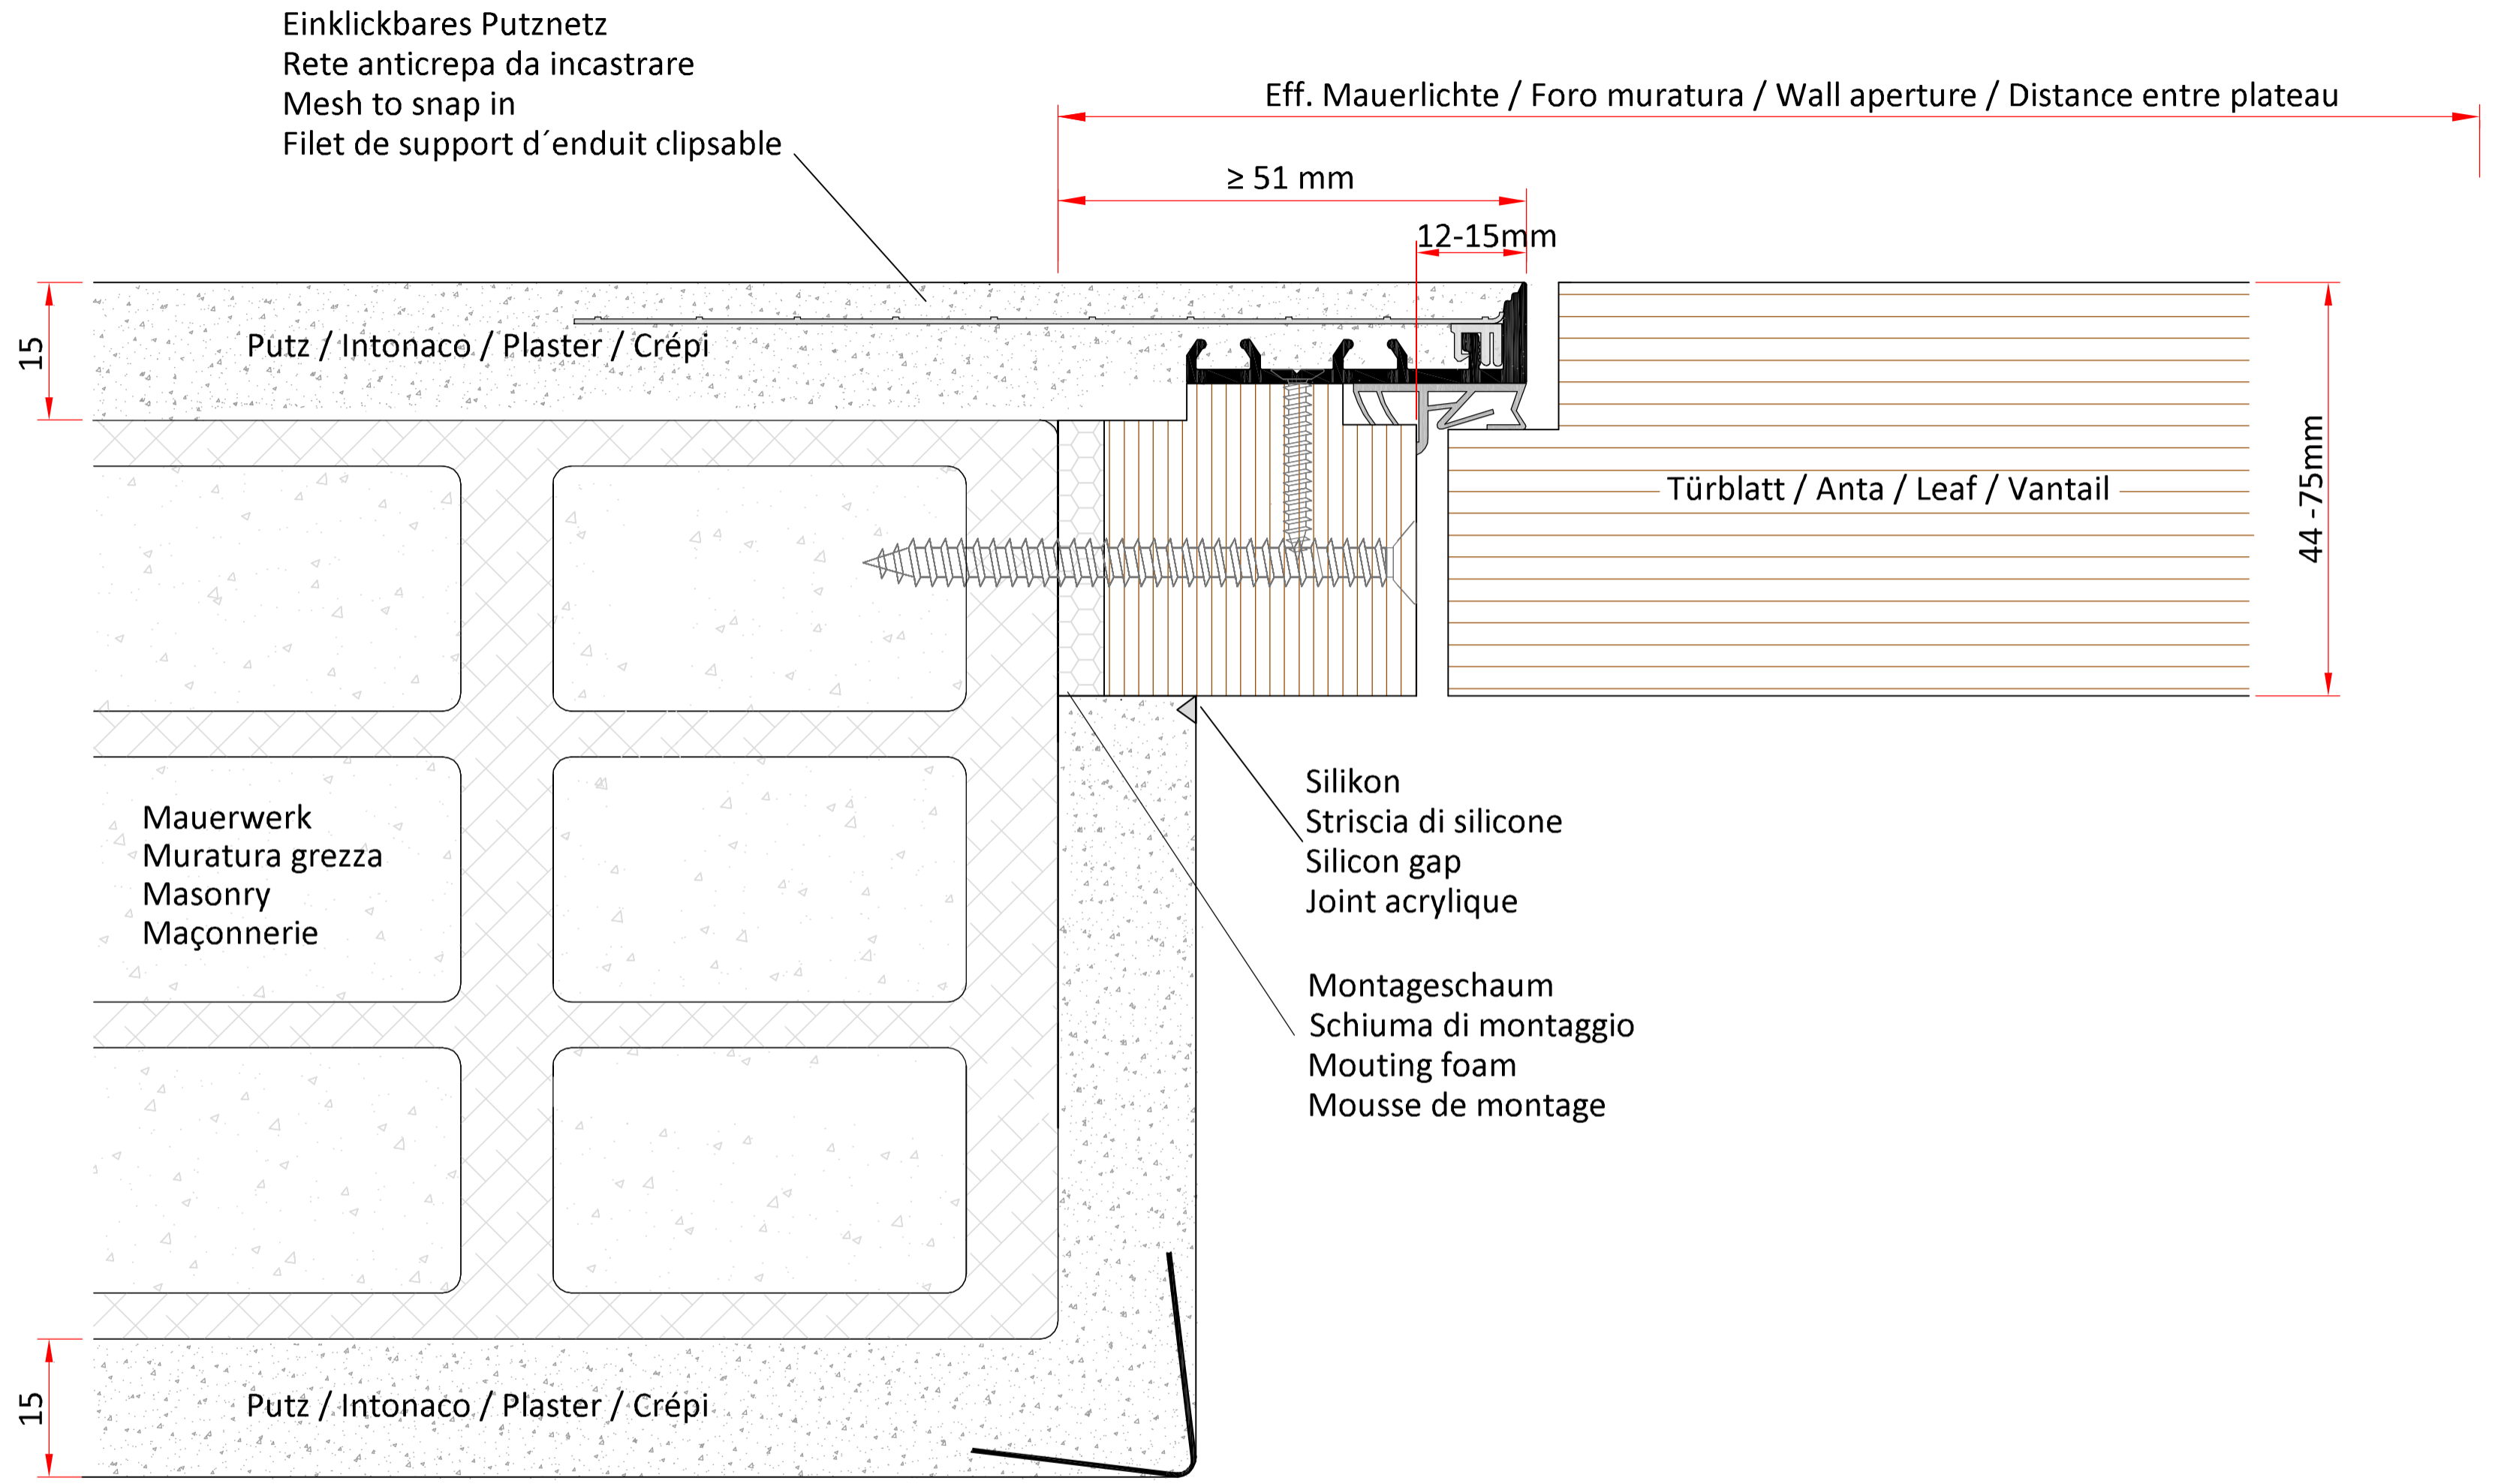 Einklickbares Putznetz
Rete anticrepa da incastrare
Mesh to snap in
Filet de support d´enduit clipsable
Eff. Mauerlichte / Foro muratura / Wall aperture / Distance entre plateau
≥ 51 mm
12-15mm
15
Putz / Intonaco / Plaster / Crépi
Türblatt / Anta / Leaf / Vantail
44 -75mm
Mauerwerk
Muratura grezza
Masonry
Maçonnerie
Silikon
Striscia di silicone
Silicon gap
Joint acrylique
Montageschaum
Schiuma di montaggio
Mouting foam
Mousse de montage
15
Putz / Intonaco / Plaster / Crépi